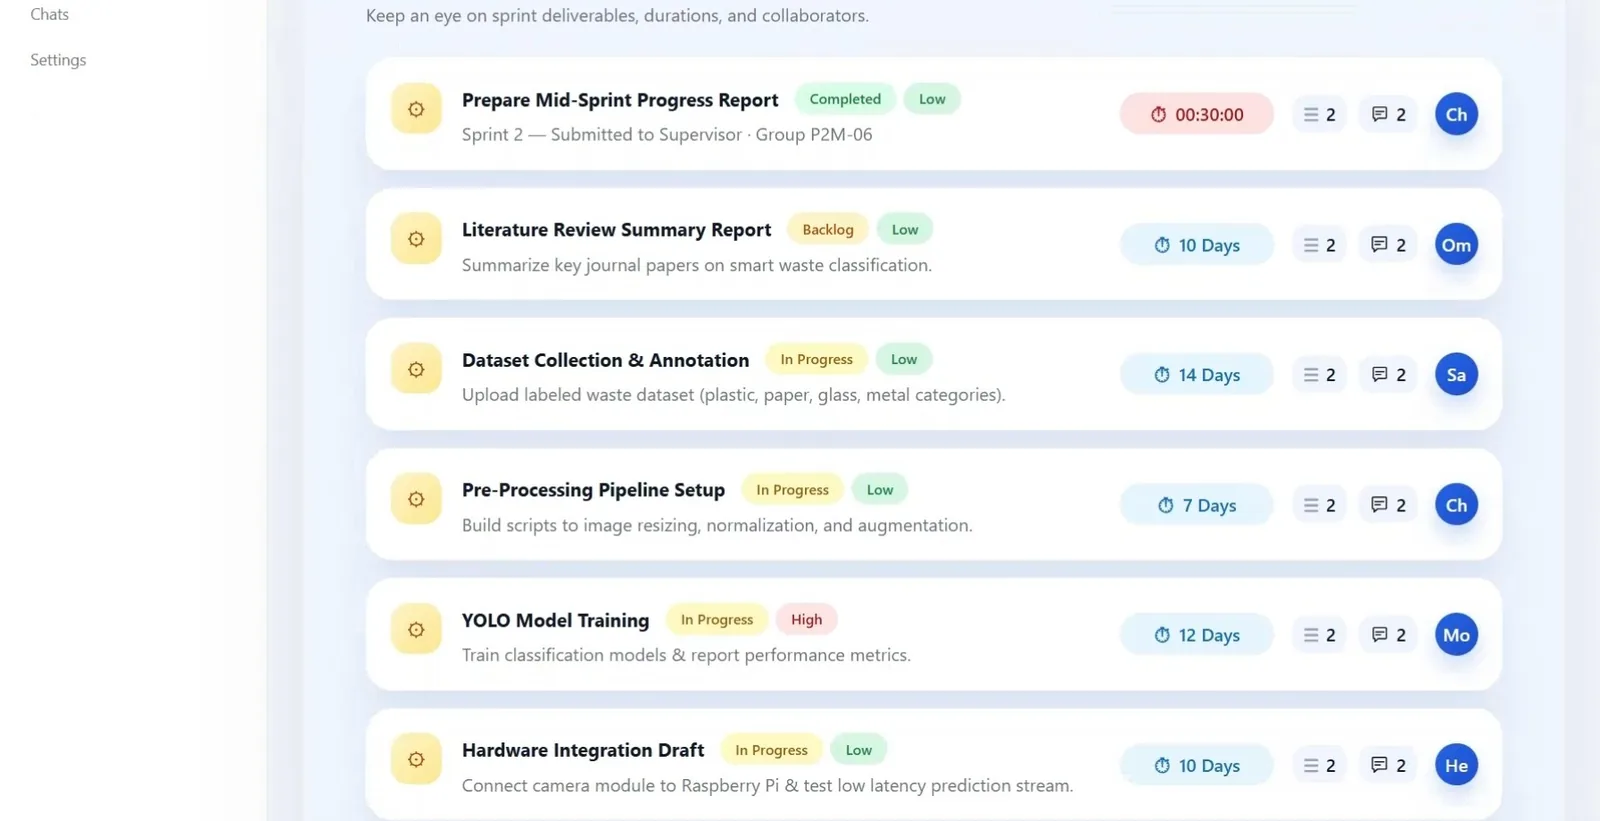 Chats
Settings
Keep an eye on sprint deliverables, durations, and collaborators.
Prepare Mid-Sprint Progress Report Completed Low
Sprint 2 — Submitted to Supervisor · Group P2M-06
00:30:00 2 2 Ch
Literature Review Summary Report Backlog Low
Summarize key journal papers on smart waste classification.
10 Days 2 2 Om
Dataset Collection & Annotation In Progress Low
Upload labeled waste dataset (plastic, paper, glass, metal categories).
14 Days 2 2 Sa
Pre-Processing Pipeline Setup In Progress Low
Build scripts to image resizing, normalization, and augmentation.
7 Days 2 2 Ch
YOLO Model Training In Progress High
Train classification models & report performance metrics.
12 Days 2 2 Mo
Hardware Integration Draft In Progress Low
Connect camera module to Raspberry Pi & test low latency prediction stream.
10 Days 2 2 He